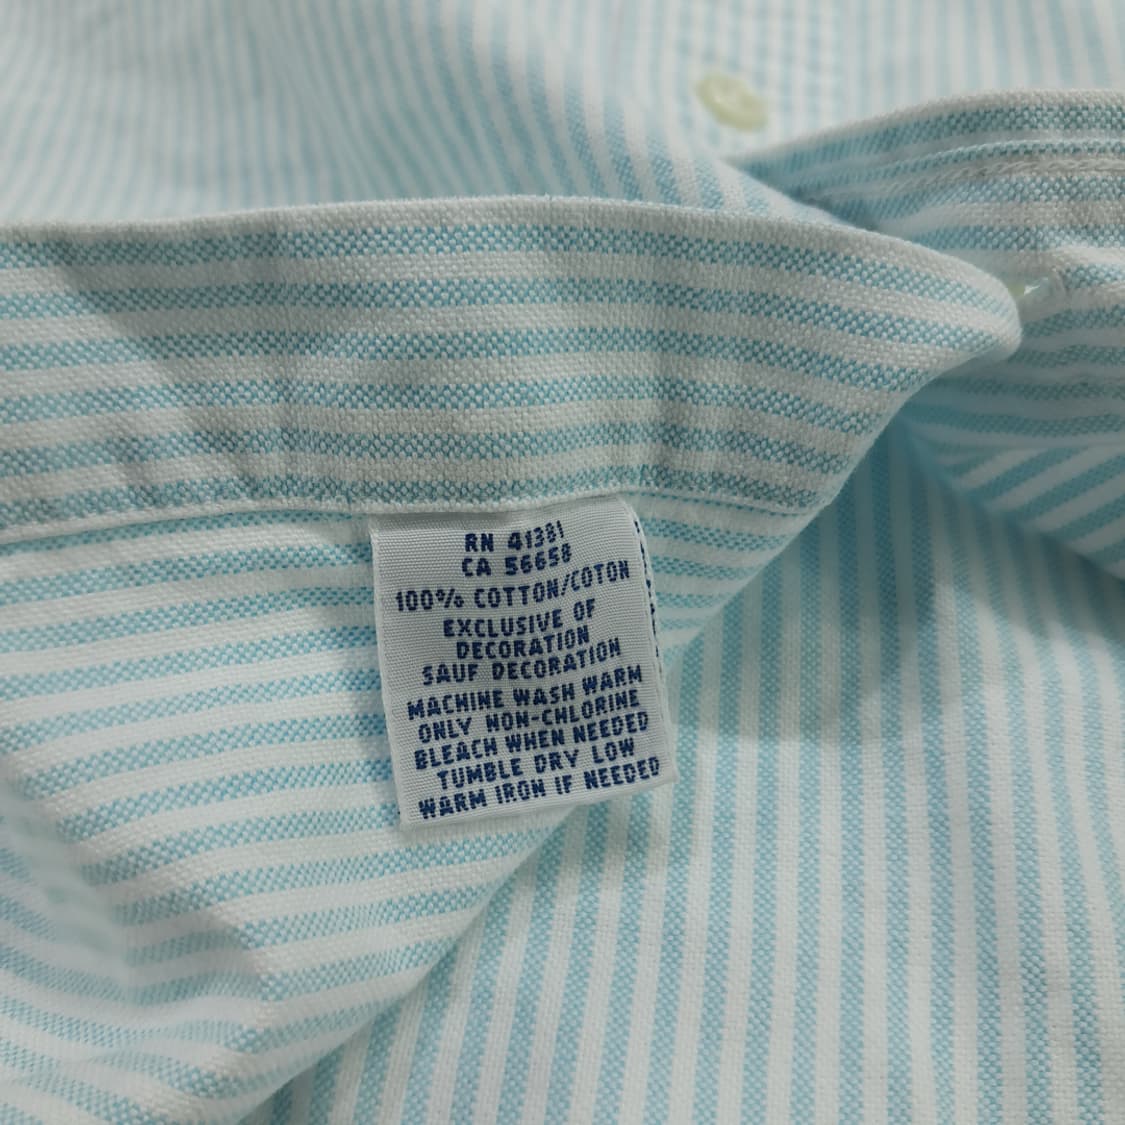 RN 41381
CA 56658
100% COTTON/COTON
EXCLUSIVE OF
DECORATION
SAUF DECORATION
MACHINE WASH WARM
ONLY NON-CHLORINE
BLEACH WHEN NEEDED
TUMBLE DRY LOW
WARM IRON IF NEEDED